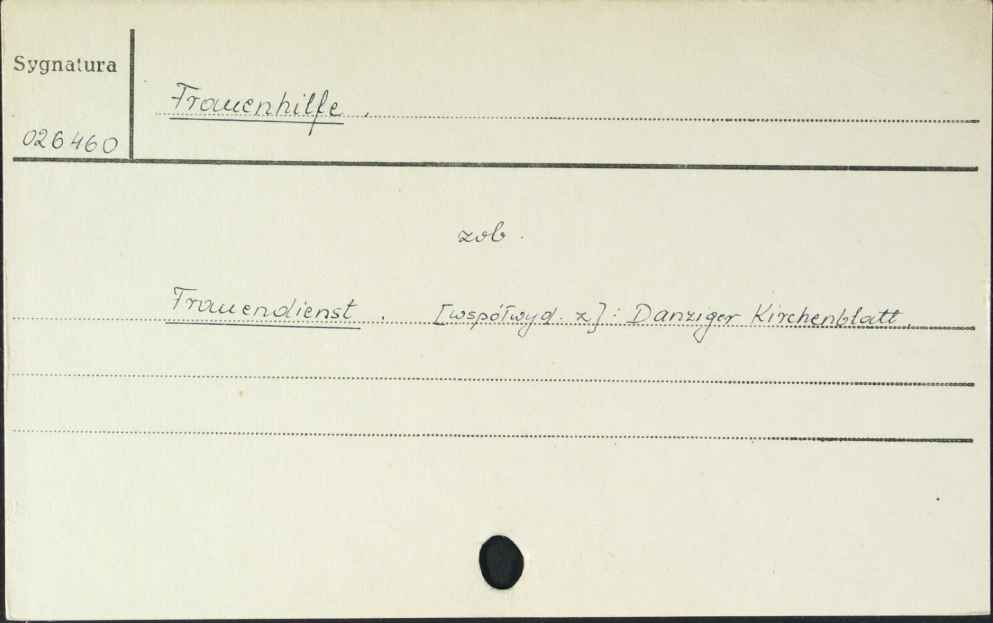 Sygnatura
Frauenhilfe.
026460
zob.
Frauendienst. [współwyd. z]: Danziger Kirchenblatt.